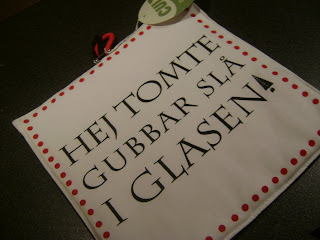 HEJ TOMTE
GUBBAR SLÅ
I GLASEN